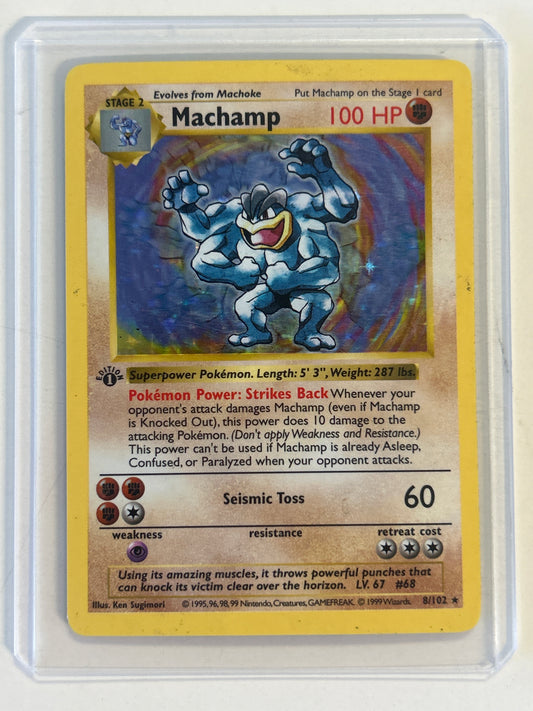 Evolves from Machoke Put Machamp on the Stage 1 card
STAGE 2
Machamp 100 HP
EDITION
1
Superpower Pokémon. Length: 5' 3", Weight: 287 lbs.
Pokémon Power: Strikes Back Whenever your
opponent's attack damages Machamp (even if Machamp
is Knocked Out), this power does 10 damage to the
attacking Pokémon. (Don't apply Weakness and Resistance.)
This power can't be used if Machamp is already Asleep,
Confused, or Paralyzed when your opponent attacks.
Seismic Toss 60
weakness resistance retreat cost
Using its amazing muscles, it throws powerful punches that
can knock its victim clear over the horizon. LV. 67 #68
Illus. Ken Sugimori © 1995, 96, 98, 99 Nintendo, Creatures, GAMEFREAK. © 1999 Wizards. 8/102 ★